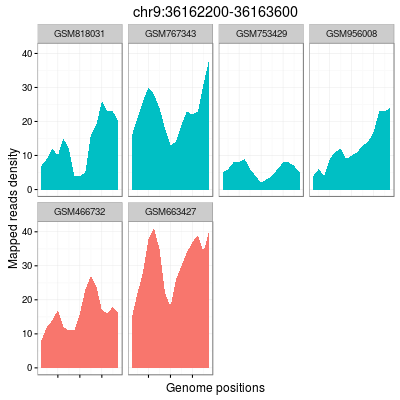 chr9:36162200-36163600
GSM818031 GSM767343 GSM753429 GSM956008
40
30
20
10
0
GSM466732 GSM663427
40
30
20
10
0
Mapped reads density
Genome positions